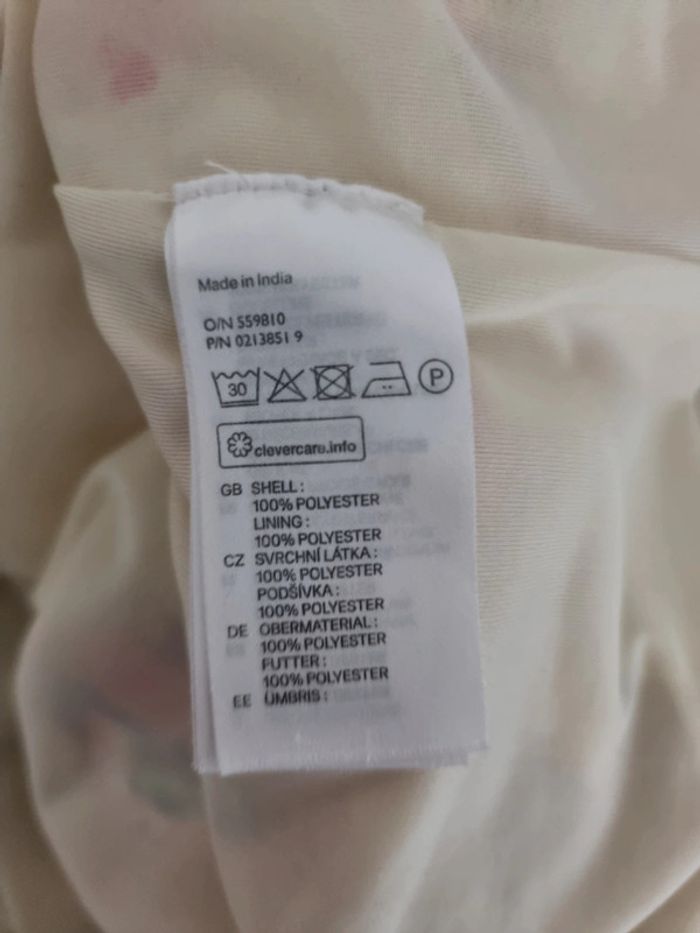 Made in India
O/N 559810
P/N 0213851 9
30 P
clevercare.info
GB SHELL:
100% POLYESTER
LINING:
100% POLYESTER
CZ SVRCHNÍ LÁTKA:
100% POLYESTER
PODŠÍVKA:
100% POLYESTER
DE OBERMATERIAL:
100% POLYESTER
FUTTER:
100% POLYESTER
EE ÜMBRIS: